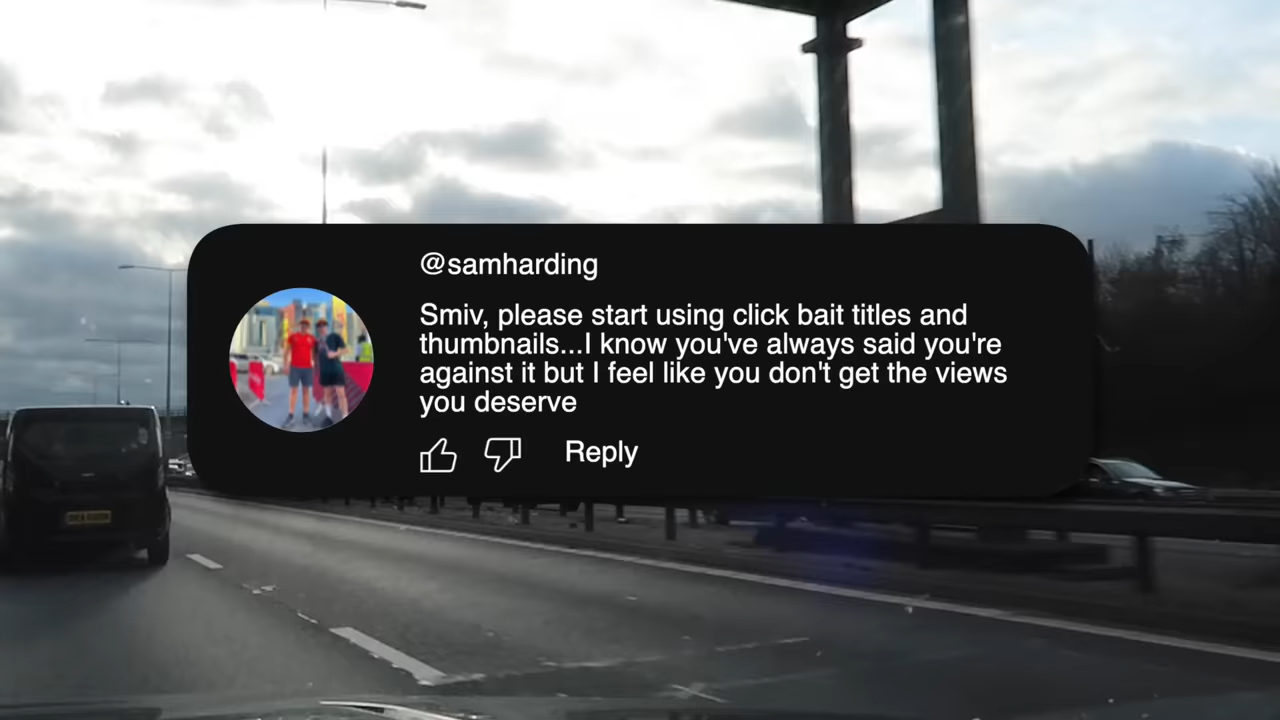 @samharding
Smiv, please start using click bait titles and
thumbnails...I know you've always said you're
against it but I feel like you don't get the views
you deserve
Reply